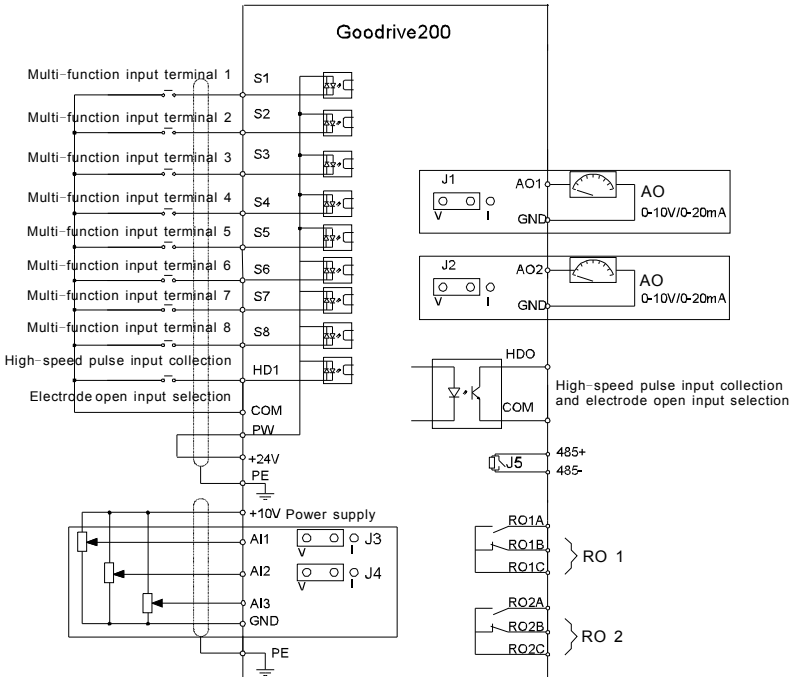 Goodrive200
Multi-function input terminal 1 S1
Multi-function input terminal 2 S2
Multi-function input terminal 3 S3
Multi-function input terminal 4 S4
Multi-function input terminal 5 S5
Multi-function input terminal 6 S6
Multi-function input terminal 7 S7
Multi-function input terminal 8 S8
High-speed pulse input collection
HD1
Electrode open input selection
COM
PW
+24V
PE
+10V Power supply
AI1
V I J3
AI2
V I J4
AI3
GND
PE
J1
V I
AO1
GND
AO
0-10V/0-20mA
J2
V I
AO2
GND
AO
0-10V/0-20mA
HDO
COM
High-speed pulse input collection
and electrode open input selection
485+
J5
485-
RO1A
RO1B
RO1C
RO 1
RO2A
RO2B
RO2C
RO 2